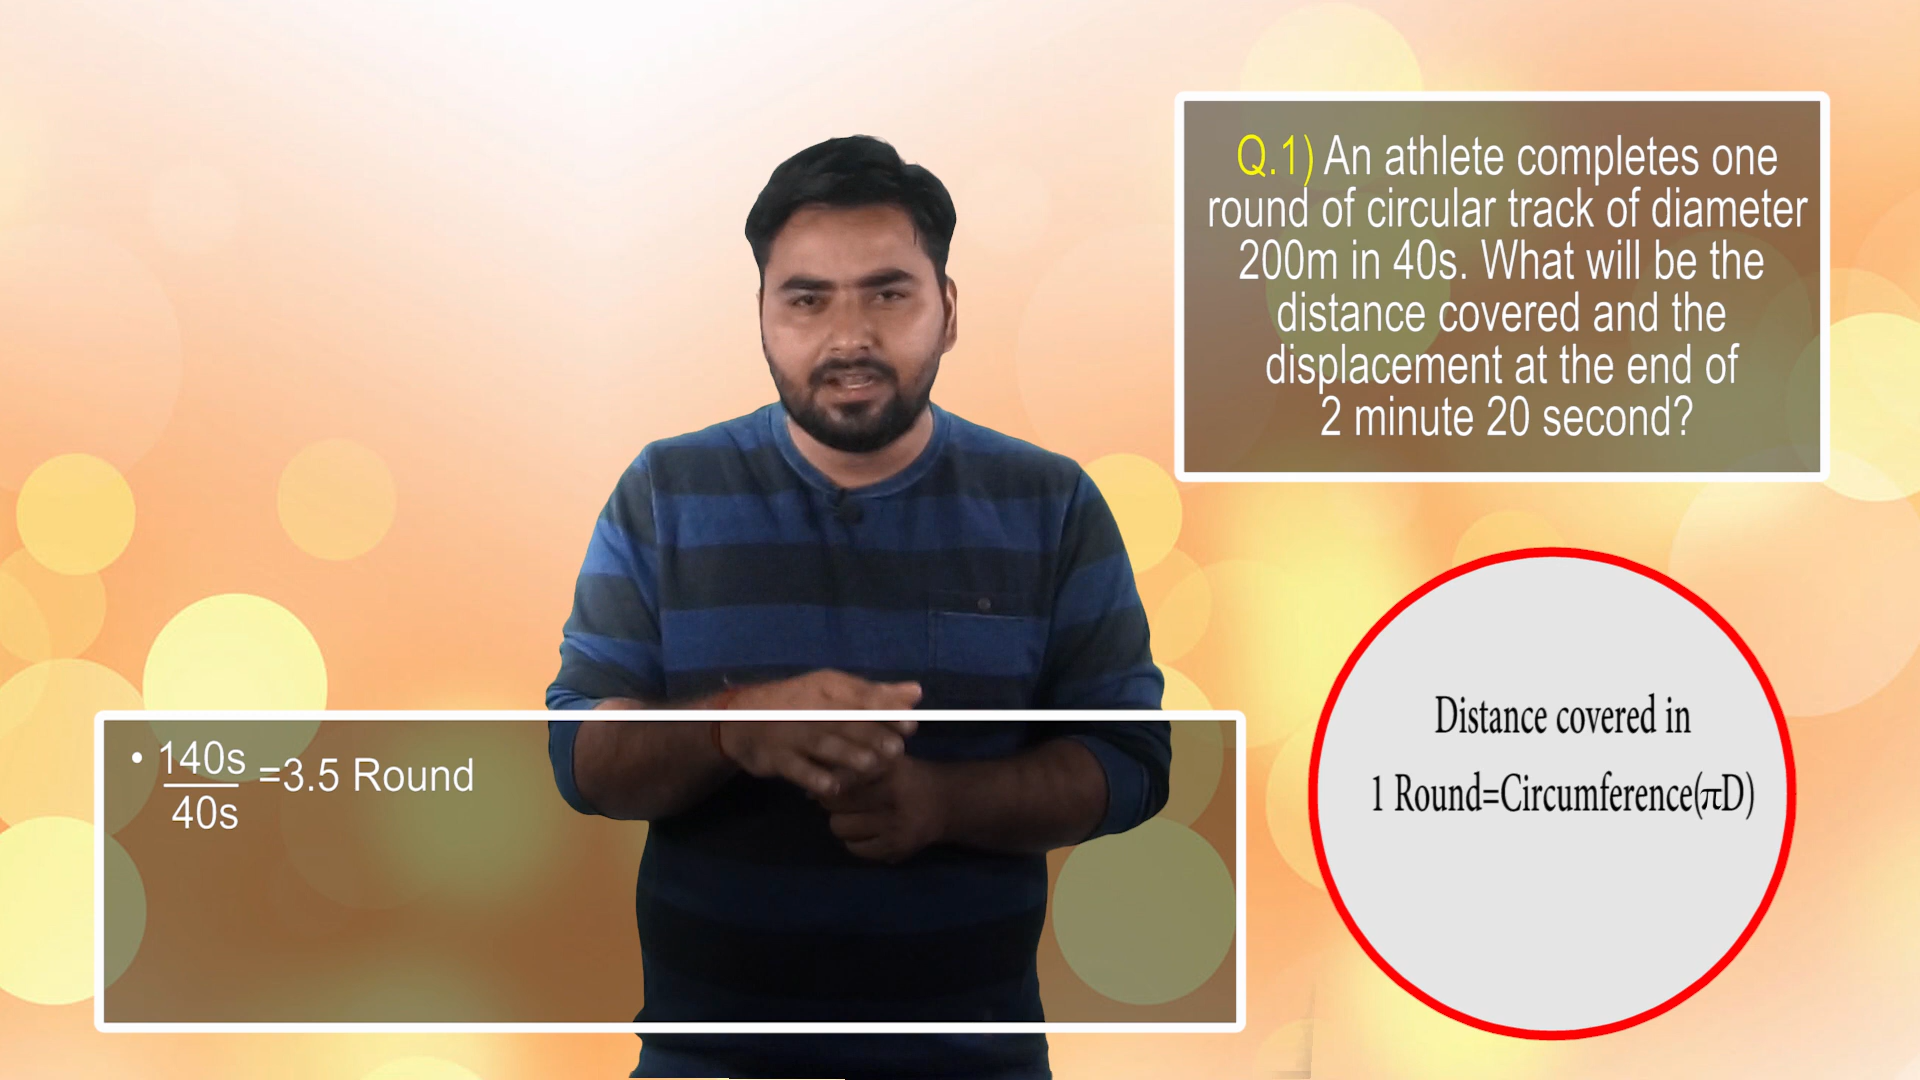 Q.1) An athlete completes one
round of circular track of diameter
200m in 40s. What will be the
distance covered and the
displacement at the end of
2 minute 20 second?
• 140s
40s
=3.5 Round
Distance covered in
1 Round=Circumference(πD)